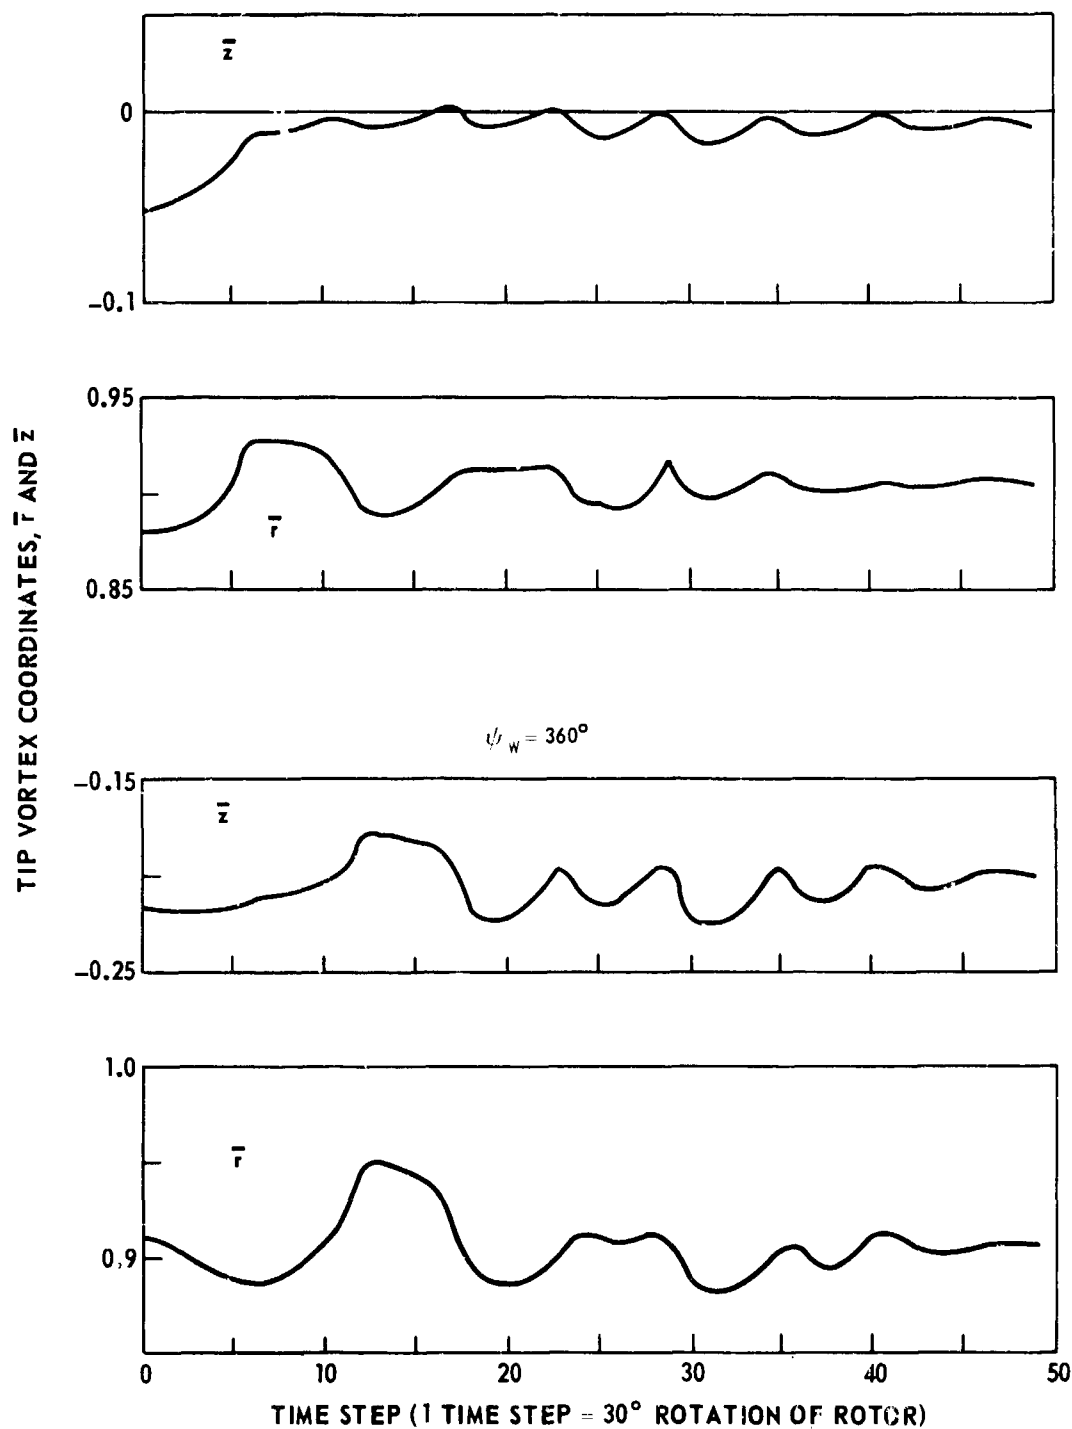 z̄
0
−0.1
0.95
r̄
0.85
TIP VORTEX COORDINATES, r̄ AND z̄
ψ_W = 360°
−0.15
z̄
−0.25
1.0
r̄
0.9
0 10 20 30 40 50
TIME STEP (1 TIME STEP = 30° ROTATION OF ROTOR)